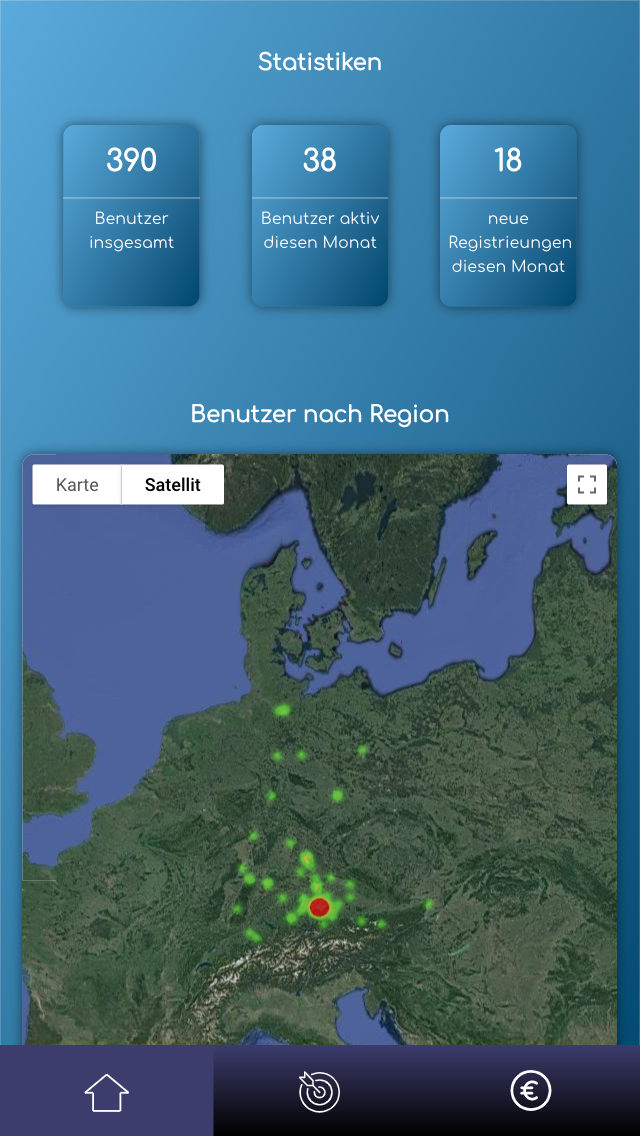 Statistiken
390
38
18
Benutzer
insgesamt
Benutzer aktiv
diesen Monat
neue
Registrieungen
diesen Monat
Benutzer nach Region
Karte
Satellit
€